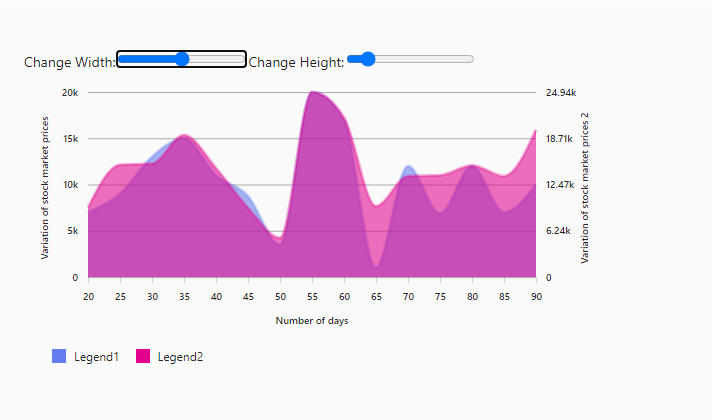 Change Width: Change Height:
20k 24.94k
15k 18.71k
10k 12.47k
5k 6.24k
0 0
Variation of stock market prices
Variation of stock market prices 2
20 25 30 35 40 45 50 55 60 65 70 75 80 85 90
Number of days
Legend1 Legend2